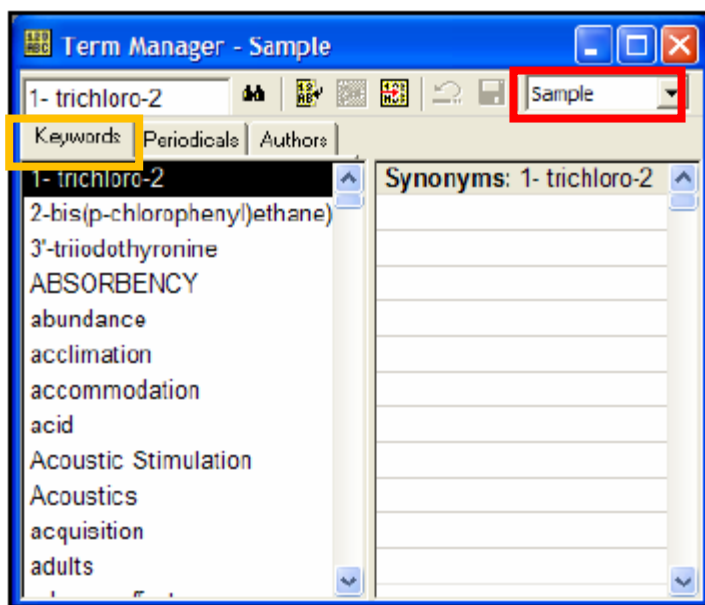 Term Manager - Sample
1- trichloro-2
Sample
Keywords Periodicals Authors
1- trichloro-2
Synonyms: 1- trichloro-2
2-bis(p-chlorophenyl)ethane)
3'-triiodothyronine
ABSORBENCY
abundance
acclimation
accommodation
acid
Acoustic Stimulation
Acoustics
acquisition
adults